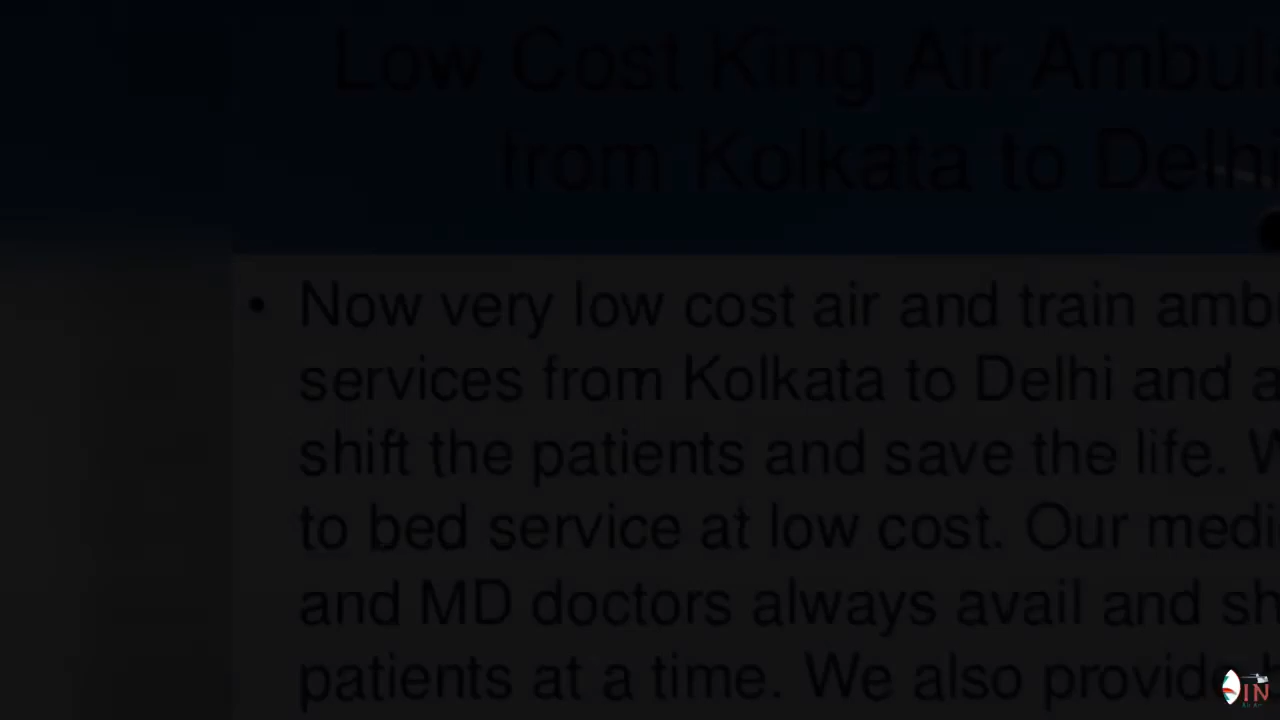 Low Cost King Air Ambul
from Kolkata to Delhi
• Now very low cost air and train amb
services from Kolkata to Delhi and a
shift the patients and save the life. W
to bed service at low cost. Our medi
and MD doctors always avail and sh
patients at a time. We also provide
IN